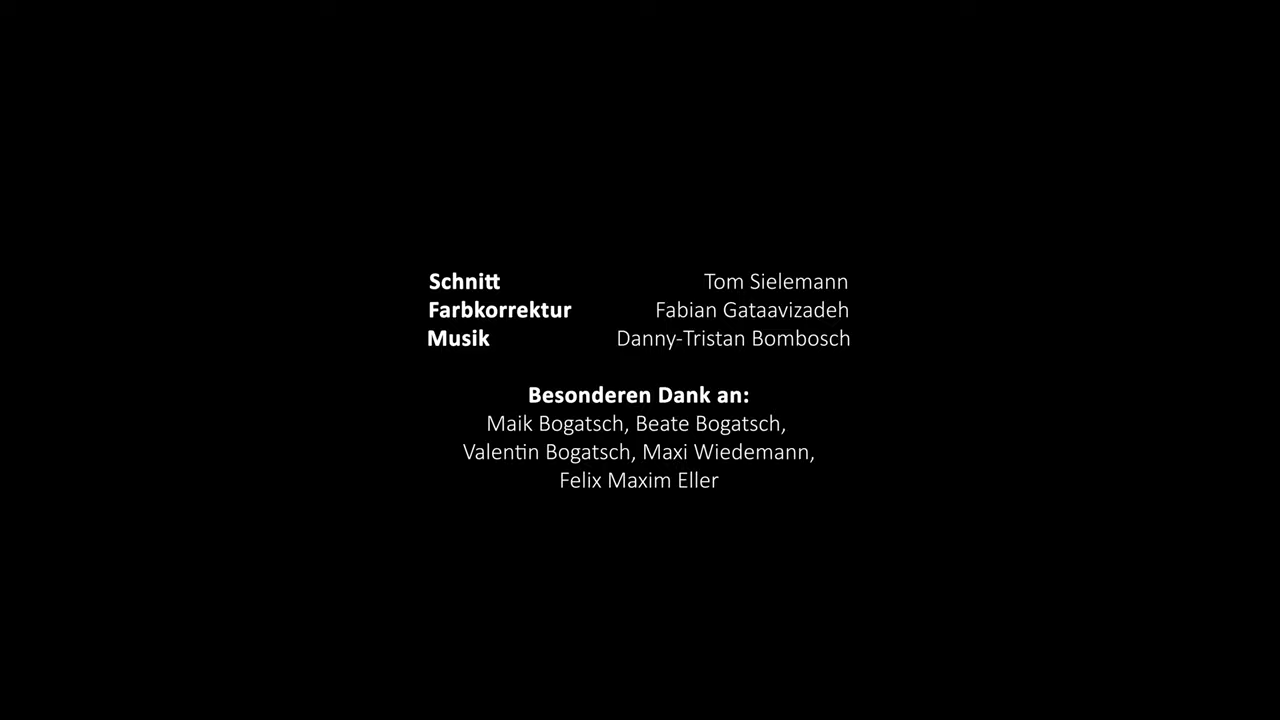 Schnitt Tom Sielemann
Farbkorrektur Fabian Gataavizadeh
Musik Danny-Tristan Bombosch
Besonderen Dank an:
Maik Bogatsch, Beate Bogatsch,
Valentin Bogatsch, Maxi Wiedemann,
Felix Maxim Eller